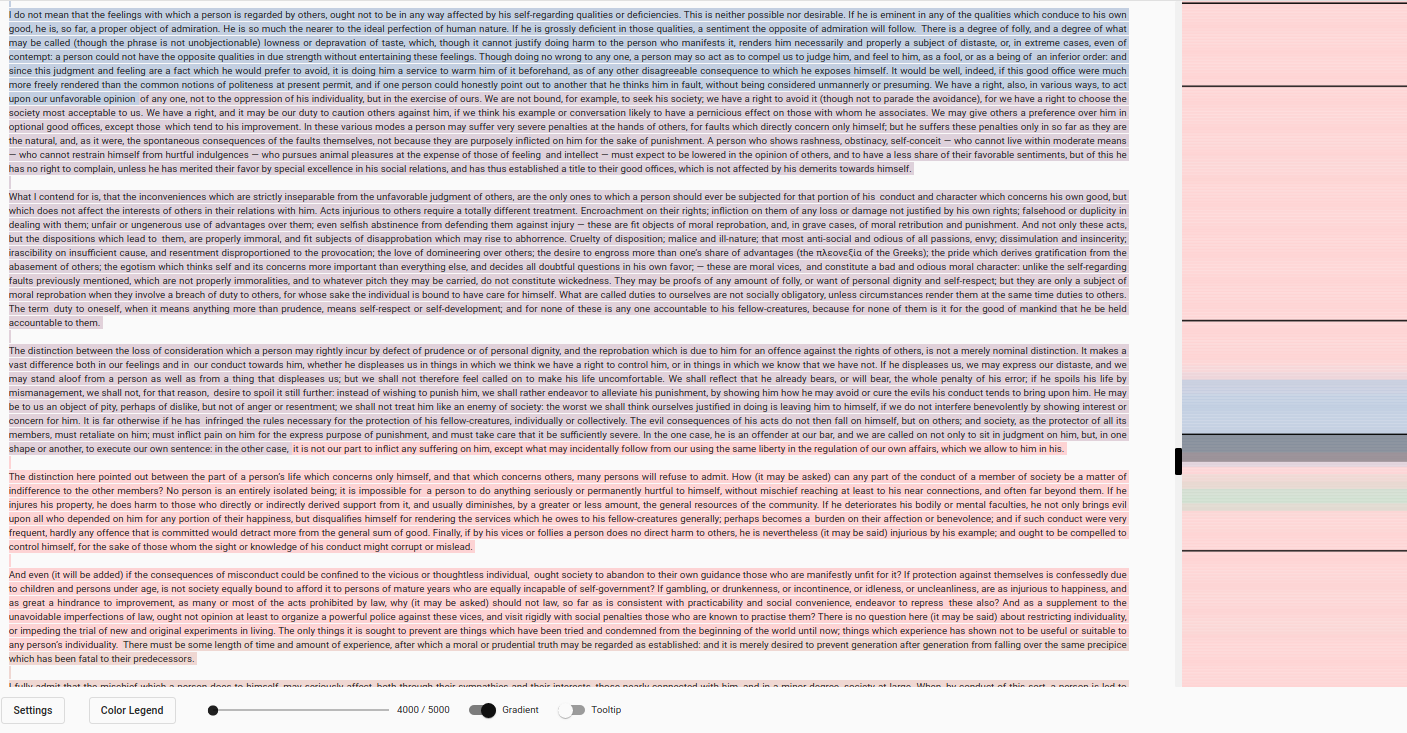 I do not mean that the feelings with which a person is regarded by others, ought not to be in any way affected by his self-regarding qualities or deficiencies. This is neither possible nor desirable. If he is eminent in any of the qualities which conduce to his own
good, he is, so far, a proper object of admiration. He is so much the nearer to the ideal perfection of human nature. If he is grossly deficient in those qualities, a sentiment the opposite of admiration will follow. There is a degree of folly, and a degree of what
may be called (though the phrase is not unobjectionable) lowness or depravation of taste, which, though it cannot justify doing harm to the person who manifests it, renders him necessarily and properly a subject of distaste, or, in extreme cases, even of
contempt: a person could not have the opposite qualities in due strength without entertaining these feelings. Though doing no wrong to any one, a person may so act as to compel us to judge him, and feel to him, as a fool, or as a being of an inferior order: and
since this judgment and feeling are a fact which he would prefer to avoid, it is doing him a service to warm him of it beforehand, as of any other disagreeable consequence to which he exposes himself. It would be well, indeed, if this good office were much
more freely rendered than the common notions of politeness at present permit, and if one person could honestly point out to another that he thinks him in fault, without being considered unmannerly or presuming. We have a right, also, in various ways, to act
upon our unfavorable opinion of any one, not to the oppression of his individuality, but in the exercise of ours. We are not bound, for example, to seek his society; we have a right to avoid it (though not to parade the avoidance), for we have a right to choose the
society most acceptable to us. We have a right, and it may be our duty to caution others against him, if we think his example or conversation likely to have a pernicious effect on those with whom he associates. We may give others a preference over him in
optional good offices, except those which tend to his improvement. In these various modes a person may suffer very severe penalties at the hands of others, for faults which directly concern only himself; but he suffers these penalties only in so far as they are
the natural, and, as it were, the spontaneous consequences of the faults themselves, not because they are purposely inflicted on him for the sake of punishment. A person who shows rashness, obstinacy, self-conceit — who cannot live within moderate means
— who cannot restrain himself from hurtful indulgences — who pursues animal pleasures at the expense of those of feeling and intellect — must expect to be lowered in the opinion of others, and to have a less share of their favorable sentiments, but of this he
has no right to complain, unless he has merited their favor by special excellence in his social relations, and has thus established a title to their good offices, which is not affected by his demerits towards himself.
What I contend for is, that the inconveniences which are strictly inseparable from the unfavorable judgment of others, are the only ones to which a person should ever be subjected for that portion of his conduct and character which concerns his own good, but
which does not affect the interests of others in their relations with him. Acts injurious to others require a totally different treatment. Encroachment on their rights; infliction on them of any loss or damage not justified by his own rights; falsehood or duplicity in
dealing with them; unfair or ungenerous use of advantages over them; even selfish abstinence from defending them against injury — these are fit objects of moral reprobation, and, in grave cases, of moral retribution and punishment. And not only these acts,
but the dispositions which lead to them, are properly immoral, and fit subjects of disapprobation which may rise to abhorrence. Cruelty of disposition; malice and ill-nature; that most anti-social and odious of all passions, envy; dissimulation and insincerity;
irascibility on insufficient cause, and resentment disproportioned to the provocation; the love of domineering over others; the desire to engross more than one's share of advantages (the πλεονεξία of the Greeks); the pride which derives gratification from the
abasement of others; the egotism which thinks self and its concerns more important than everything else, and decides all doubtful questions in his own favor; — these are moral vices, and constitute a bad and odious moral character: unlike the self-regarding
faults previously mentioned, which are not properly immoralities, and to whatever pitch they may be carried, do not constitute wickedness. They may be proofs of any amount of folly, or want of personal dignity and self-respect; but they are only a subject of
moral reprobation when they involve a breach of duty to others, for whose sake the individual is bound to have care for himself. What are called duties to ourselves are not socially obligatory, unless circumstances render them at the same time duties to others.
The term duty to oneself, when it means anything more than prudence, means self-respect or self-development; and for none of these is any one accountable to his fellow-creatures, because for none of them is it for the good of mankind that he be held
accountable to them.
The distinction between the loss of consideration which a person may rightly incur by defect of prudence or of personal dignity, and the reprobation which is due to him for an offence against the rights of others, is not a merely nominal distinction. It makes a
vast difference both in our feelings and in our conduct towards him, whether he displeases us in things in which we think we have a right to control him, or in things in which we know that we have not. If he displeases us, we may express our distaste, and we
may stand aloof from a person as well as from a thing that displeases us; but we shall not therefore feel called on to make his life uncomfortable. We shall reflect that he already bears, or will bear, the whole penalty of his error; if he spoils his life by
mismanagement, we shall not, for that reason, desire to spoil it still further: instead of wishing to punish him, we shall rather endeavor to alleviate his punishment, by showing him how he may avoid or cure the evils his conduct tends to bring upon him. He may
be to us an object of pity, perhaps of dislike, but not of anger or resentment; we shall not treat him like an enemy of society: the worst we shall think ourselves justified in doing is leaving him to himself, if we do not interfere benevolently by showing interest or
concern for him. It is far otherwise if he has infringed the rules necessary for the protection of his fellow-creatures, individually or collectively. The evil consequences of his acts do not then fall on himself, but on others; and society, as the protector of all its
members, must retaliate on him; must inflict pain on him for the express purpose of punishment, and must take care that it be sufficiently severe. In the one case, he is an offender at our bar, and we are called on not only to sit in judgment on him, but, in one
shape or another, to execute our own sentence: in the other case, it is not our part to inflict any suffering on him, except what may incidentally follow from our using the same liberty in the regulation of our own affairs, which we allow to him in his.
The distinction here pointed out between the part of a person's life which concerns only himself, and that which concerns others, many persons will refuse to admit. How (it may be asked) can any part of the conduct of a member of society be a matter of
indifference to the other members? No person is an entirely isolated being; it is impossible for a person to do anything seriously or permanently hurtful to himself, without mischief reaching at least to his near connections, and often far beyond them. If he
injures his property, he does harm to those who directly or indirectly derived support from it, and usually diminishes, by a greater or less amount, the general resources of the community. If he deteriorates his bodily or mental faculties, he not only brings evil
upon all who depended on him for any portion of their happiness, but disqualifies himself for rendering the services which he owes to his fellow-creatures generally; perhaps becomes a burden on their affection or benevolence; and if such conduct were very
frequent, hardly any offence that is committed would detract more from the general sum of good. Finally, if by his vices or follies a person does no direct harm to others, he is nevertheless (it may be said) injurious by his example; and ought to be compelled to
control himself, for the sake of those whom the sight or knowledge of his conduct might corrupt or mislead.
And even (it will be added) if the consequences of misconduct could be confined to the vicious or thoughtless individual, ought society to abandon to their own guidance those who are manifestly unfit for it? If protection against themselves is confessedly due
to children and persons under age, is not society equally bound to afford it to persons of mature years who are equally incapable of self-government? If gambling, or drunkenness, or incontinence, or idleness, or uncleanliness, are as injurious to happiness, and
as great a hindrance to improvement, as many or most of the acts prohibited by law, why (it may be asked) should not law, so far as is consistent with practicability and social convenience, endeavor to repress these also? And as a supplement to the
unavoidable imperfections of law, ought not opinion at least to organize a powerful police against these vices, and visit rigidly with social penalties those who are known to practise them? There is no question here (it may be said) about restricting individuality,
or impeding the trial of new and original experiments in living. The only things it is sought to prevent are things which have been tried and condemned from the beginning of the world until now; things which experience has shown not to be useful or suitable to
any person's individuality. There must be some length of time and amount of experience, after which a moral or prudential truth may be regarded as established: and it is merely desired to prevent generation after generation from falling over the same precipice
which has been fatal to their predecessors.
I fully admit that the mischief which a person does to himself, may seriously affect, both through their sympathies and their interests, those nearly connected with him, and in a minor degree, society at large. When, by conduct of this sort, a person is led to
Settings
Color Legend
4000 / 5000
Gradient
Tooltip